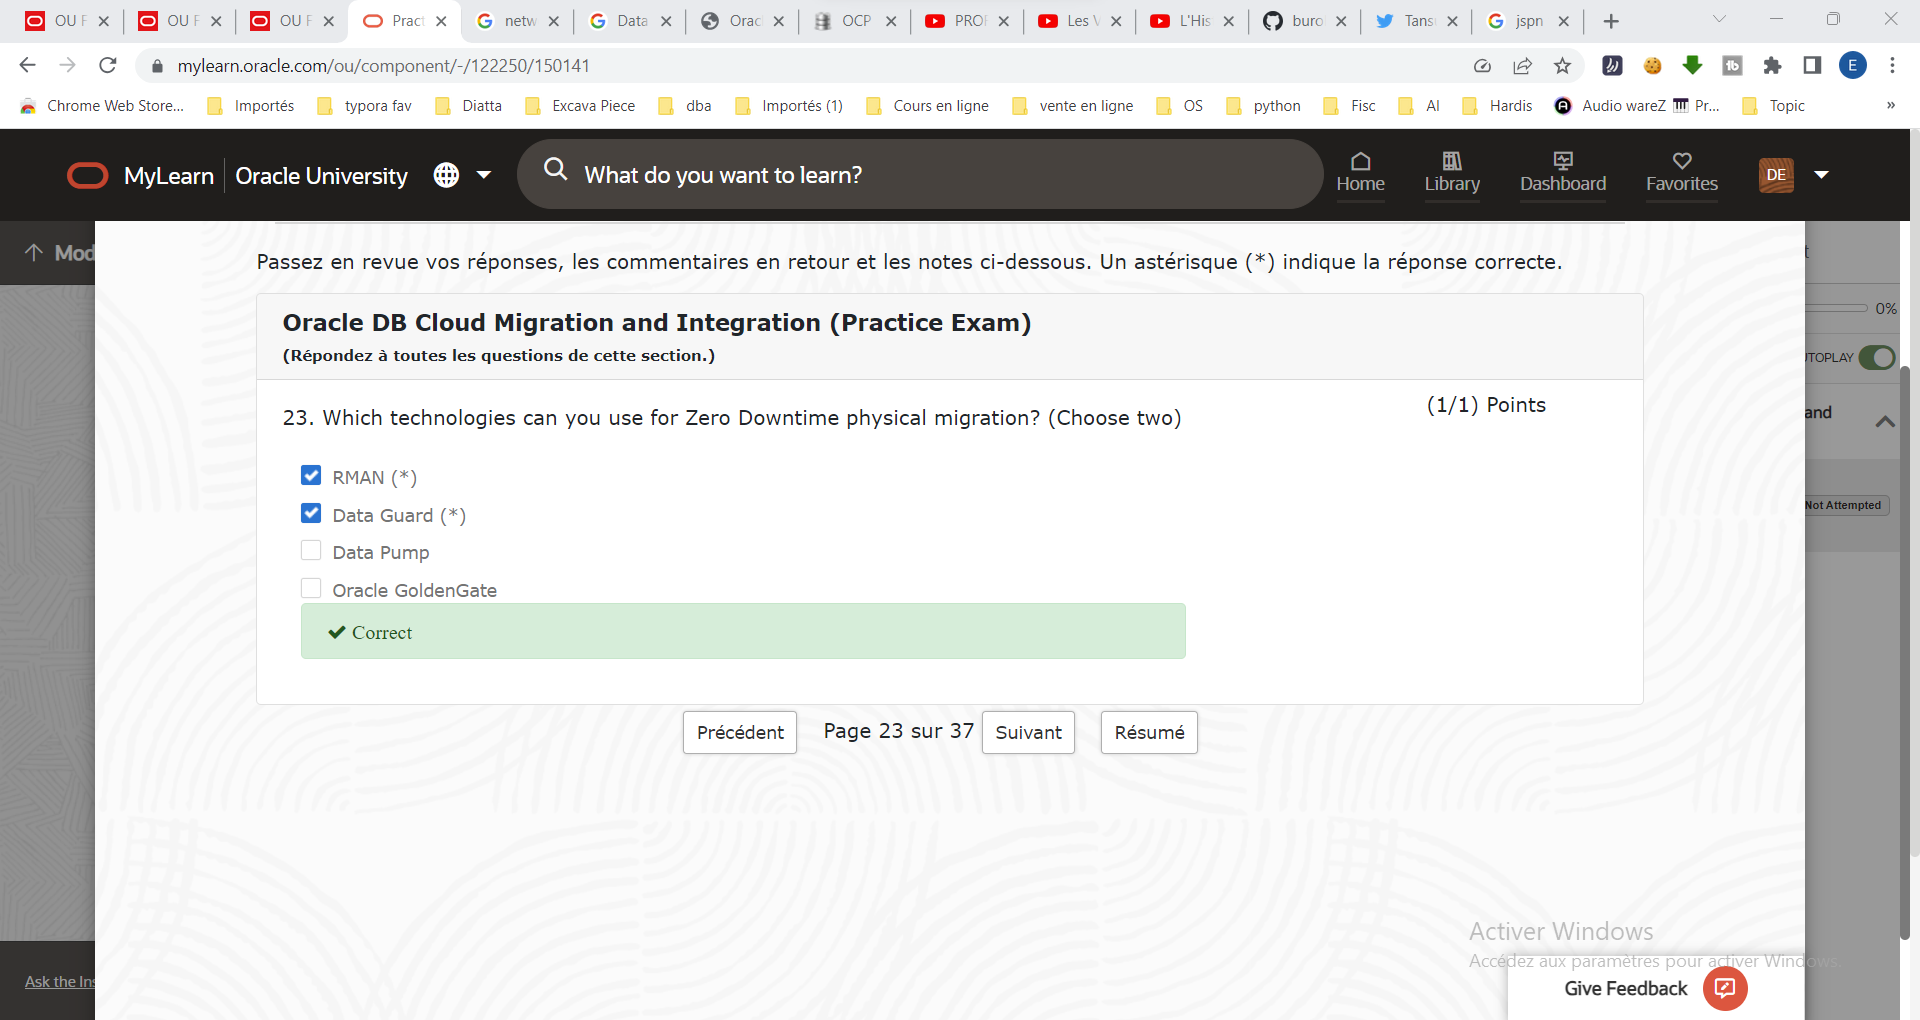 OU F
OU F
OU F
Pract
netw
Data
Orac
OCP
PROF
Les V
L'His
buro
Tans
jspn
mylearn.oracle.com/ou/component/-/122250/150141
E
Chrome Web Store...
Importés
typora fav
Diatta
Excava Piece
dba
Importés (1)
Cours en ligne
vente en ligne
OS
python
Fisc
AI
Hardis
Audio wareZ
Pr...
Topic
»
MyLearn
Oracle University
What do you want to learn?
Home
Library
Dashboard
Favorites
DE
Mod
t
Passez en revue vos réponses, les commentaires en retour et les notes ci-dessous. Un astérisque (*) indique la réponse correcte.
0%
Oracle DB Cloud Migration and Integration (Practice Exam)
(Répondez à toutes les questions de cette section.)
TOPLAY
and
23. Which technologies can you use for Zero Downtime physical migration? (Choose two)
(1/1) Points
RMAN (*)
Data Guard (*)
Not Attempted
Data Pump
Oracle GoldenGate
Correct
Précédent
Page 23 sur 37
Suivant
Résumé
Activer Windows
Accédez aux paramètres pour activer Windows.
Ask the Ins
Give Feedback